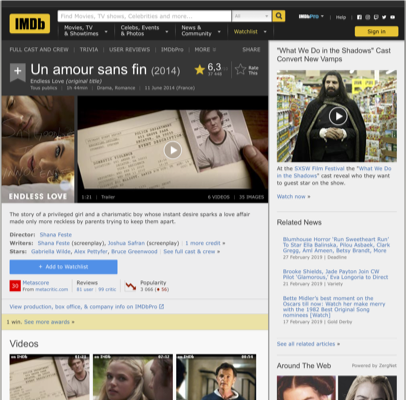 IMDb
Find Movies, TV shows, Celebrities and more...
All
IMDbPro
Help
Movies, TV & Showtimes
Celebs, Events & Photos
News & Community
Watchlist
Sign in
FULL CAST AND CREW | TRIVIA | USER REVIEWS | IMDbPro | MORE
SHARE
Un amour sans fin (2014)
Endless Love (original title)
Tous publics | 1h 44min | Drama, Romance | 11 June 2014 (France)
6,3
Rate This
ENDLESS LOVE
1:21 | Trailer
6 VIDEOS | 35 IMAGES
The story of a privileged girl and a charismatic boy whose instant desire sparks a love affair
made only more reckless by parents trying to keep them apart.
Director: Shana Feste
Writers: Shana Feste (screenplay), Joshua Safran (screenplay) | 1 more credit »
Stars: Gabriella Wilde, Alex Pettyfer, Bruce Greenwood | See full cast & crew »
+ Add to Watchlist
30
Metascore
From metacritic.com
Reviews
81 user | 99 critic
Popularity
View production, box office, & company info on IMDbPro
1 win. See more awards »
Videos
"What We Do in the Shadows" Cast
Convert New Vamps
At the SXSW Film Festival the "What We
Do in the Shadows" cast reveal who they want
to guest star on the show.
Watch now »
Related News
Blumhouse Horror 'Run Sweetheart Run'
To Star Ella Balinska, Pilou Asbaek, Clark
Gregg, Aml Ameen, Betsy Brandt, More
27 February 2019 | Deadline
Brooke Shields, Jade Payton Join CW
Pilot 'Glamorous,' Eva Longoria to Direct
21 February 2019 | Variety
Bette Midler's best moment on the
Oscars till now: Watch her make merry
with the 1982 Best Original Song
nominees [Watch]
17 February 2019 | Gold Derby
See all related articles »
Around The Web
Powered by ZergNet